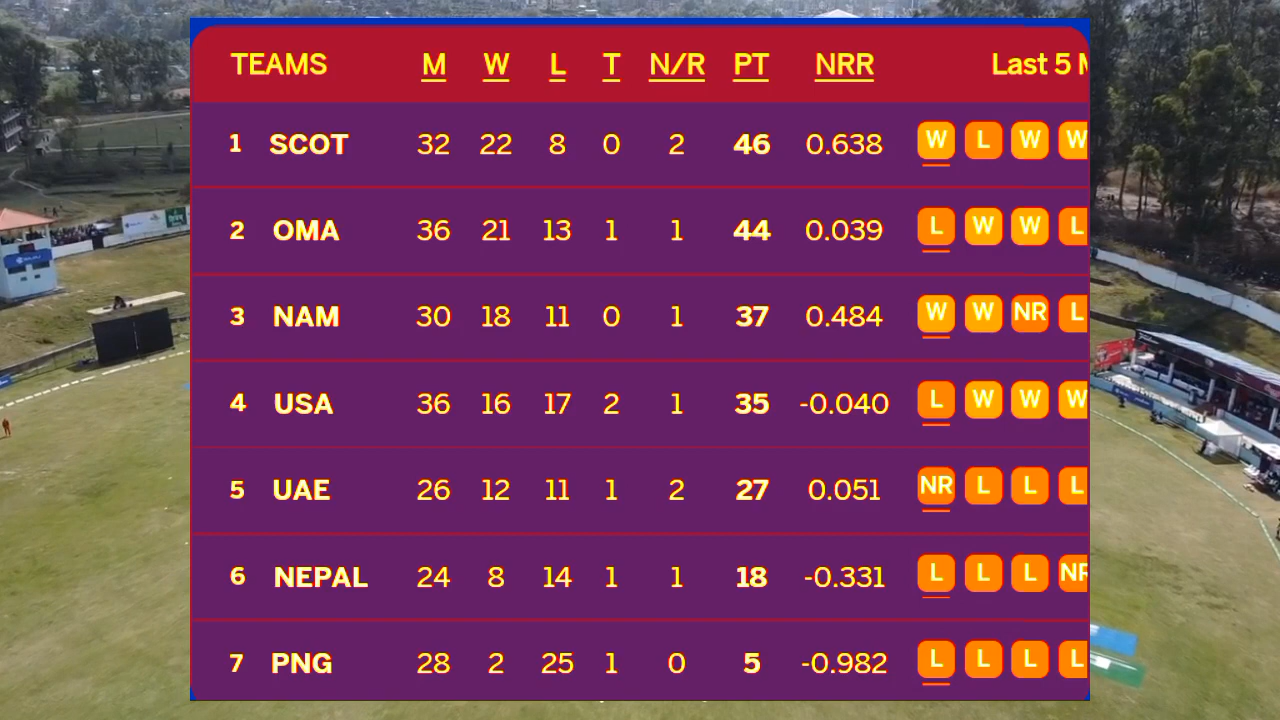 TEAMS M W L T N/R PT NRR Last 5
1 SCOT 32 22 8 0 2 46 0.638 W L W W
2 OMA 36 21 13 1 1 44 0.039 L W W L
3 NAM 30 18 11 0 1 37 0.484 W W NR L
4 USA 36 16 17 2 1 35 -0.040 L W W W
5 UAE 26 12 11 1 2 27 0.051 NR L L L
6 NEPAL 24 8 14 1 1 18 -0.331 L L L NR
7 PNG 28 2 25 1 0 5 -0.982 L L L L